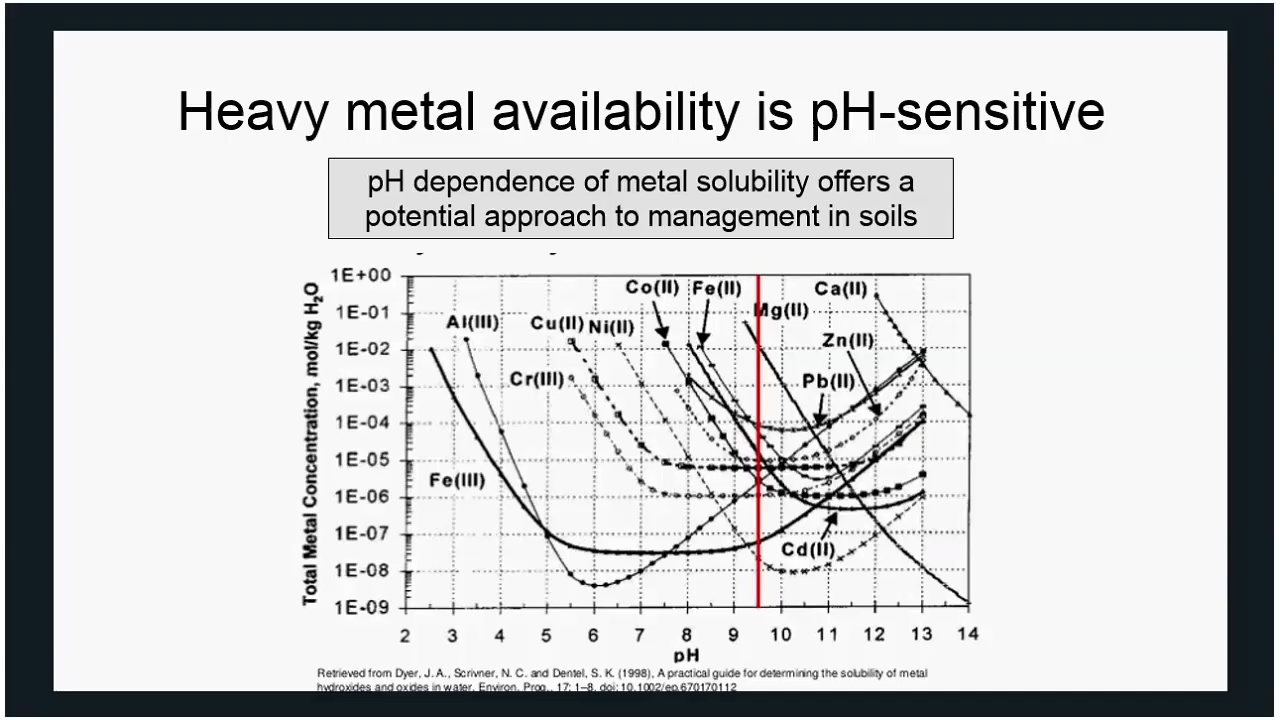 Heavy metal availability is pH-sensitive
pH dependence of metal solubility offers a
potential approach to management in soils
Total Metal Concentration, mol/kg H₂O
1E+00
1E-01
1E-02
1E-03
1E-04
1E-05
1E-06
1E-07
1E-08
1E-09
Co(II) Fe(II)
Mg(II)
Ca(II)
Al(III)
Cu(II) Ni(II)
Zn(II)
Cr(III)
Pb(II)
Fe(III)
Cd(II)
2 3 4 5 6 7 8 9 10 11 12 13 14
pH
Retrieved from Dyer, J. A., Scrivner, N. C. and Dentel, S. K. (1998), A practical guide for determining the solubility of metal
hydroxides and oxides in water. Environ. Prog., 17: 1–8. doi: 10.1002/ep.670170112